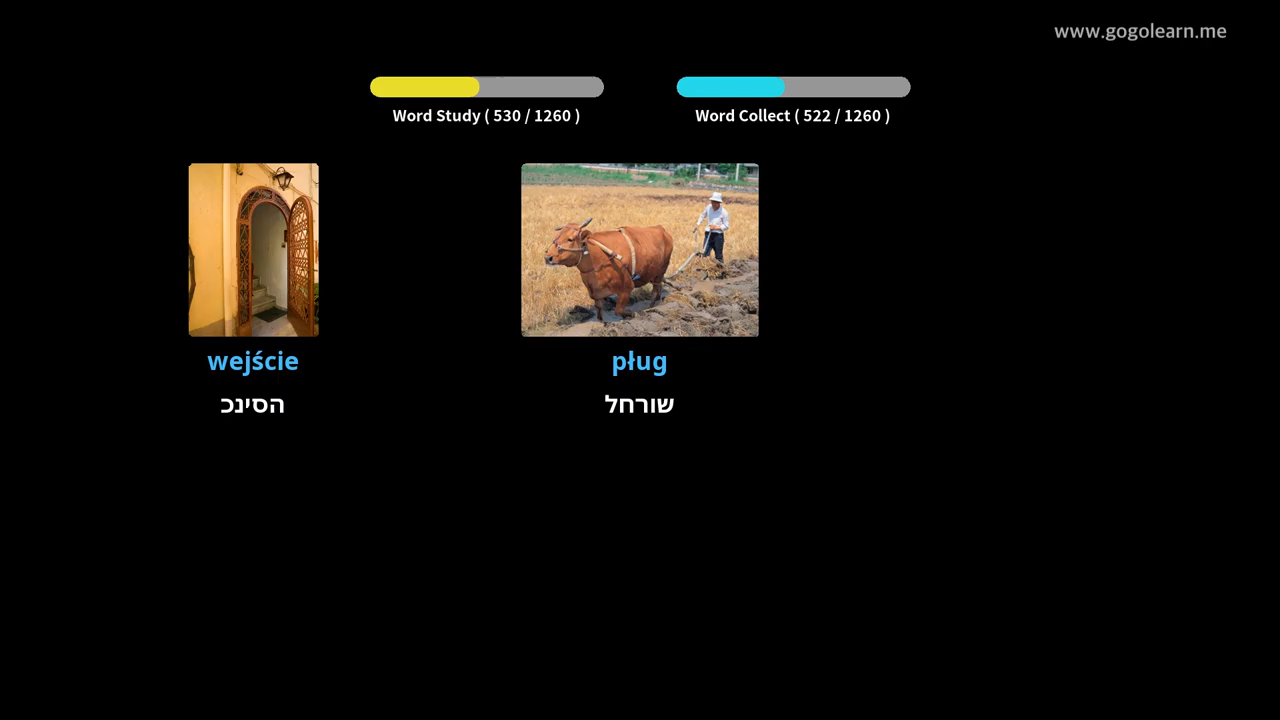 www.gogolearn.me
Word Study ( 530 / 1260 )
Word Collect ( 522 / 1260 )
wejście
הסינכ
pług
שורחל